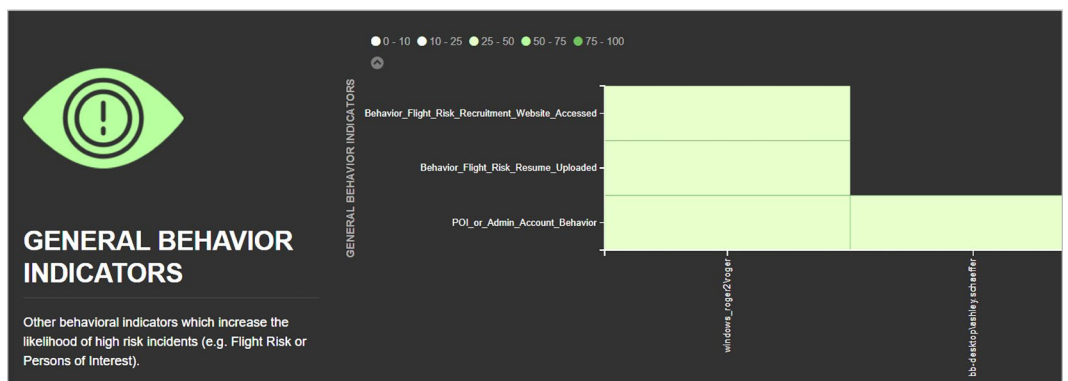 0 - 10 10 - 25 25 - 50 50 - 75 75 - 100
GENERAL BEHAVIOR INDICATORS
Behavior_Flight_Risk_Recruitment_Website_Accessed
Behavior_Flight_Risk_Resume_Uploaded
POI_or_Admin_Account_Behavior
windows_roger2\roger
bb-desktop\ashley.schaeffer
GENERAL BEHAVIOR
INDICATORS
Other behavioral indicators which increase the
likelihood of high risk incidents (e.g. Flight Risk or
Persons of Interest).